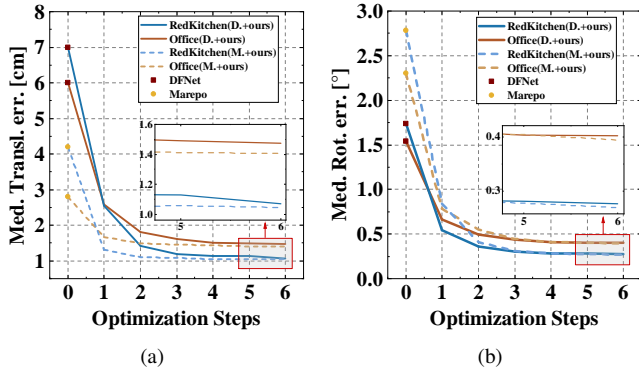 Med. Transl. err. [cm]
8
7
6
5
4
3
2
1
RedKitchen(D.+ours)
Office(D.+ours)
RedKitchen(M.+ours)
Office(M.+ours)
DFNet
Marepo
1.6
1.4
1.2
1.0
5
6
0 1 2 3 4 5 6
Optimization Steps
(a)
Med. Rot. err. [°]
3.0
2.5
2.0
1.5
1.0
0.5
0.0
RedKitchen(D.+ours)
Office(D.+ours)
RedKitchen(M.+ours)
Office(M.+ours)
DFNet
Marepo
0.4
0.3
5
6
0 1 2 3 4 5 6
Optimization Steps
(b)